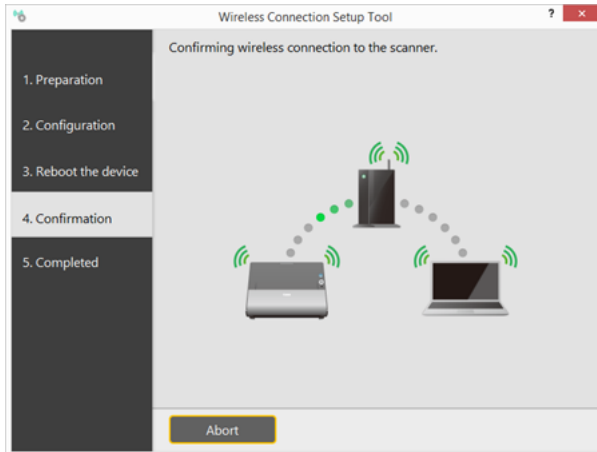 Wireless Connection Setup Tool
?
Confirming wireless connection to the scanner.
1. Preparation
2. Configuration
3. Reboot the device
4. Confirmation
5. Completed
Abort